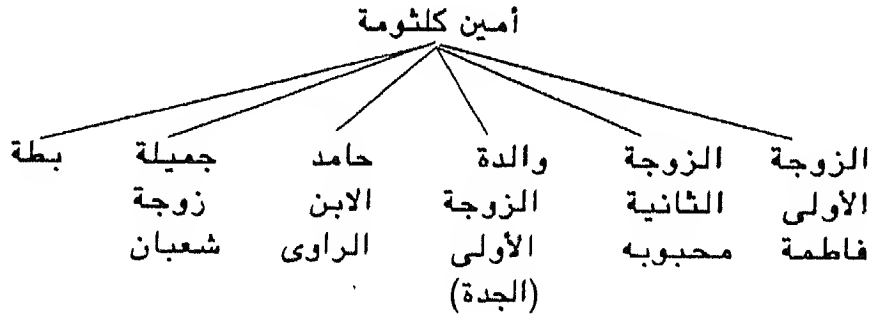 أمين كلثومة
الزوجة الزوجة والدة حامد جميلة بطة
الأولى الثانية الزوجة الابن زوجة
فاطمة محبوبه الأولى الراوى شعبان
(الجدة)